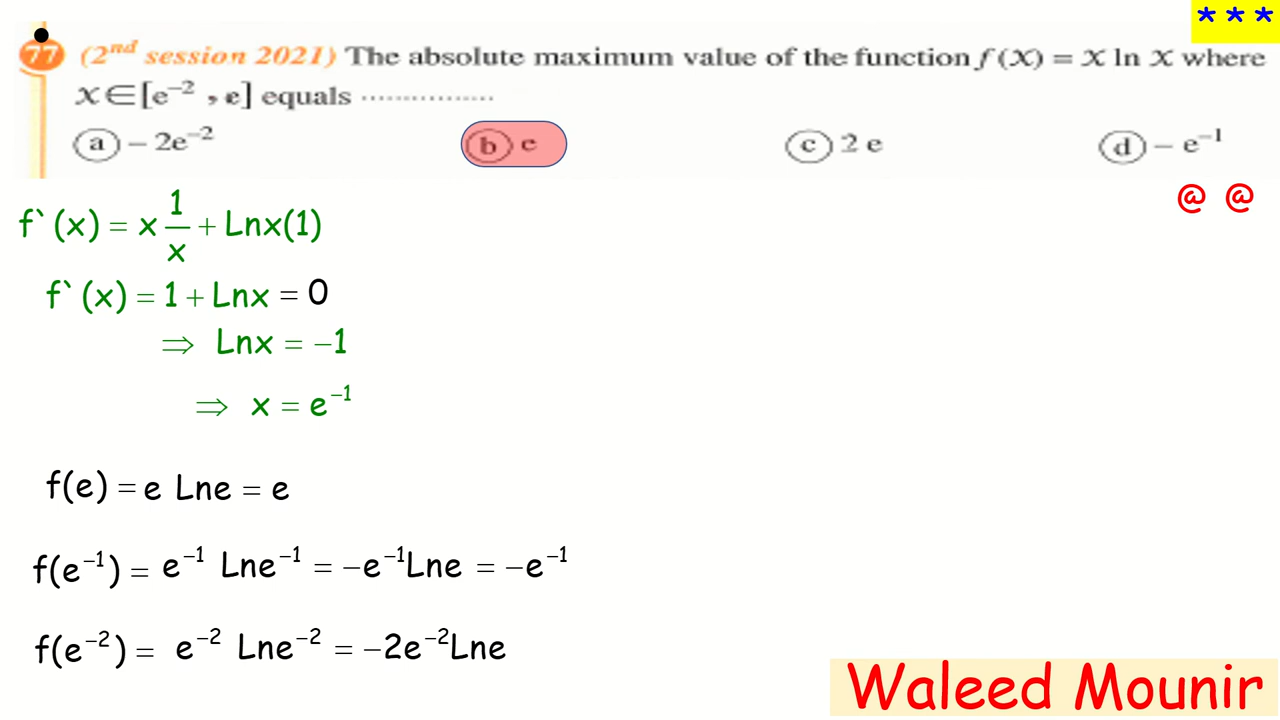 ***
77 (2nd session 2021) The absolute maximum value of the function f(X) = X ln X where
X ∈ [e⁻² , e] equals ................
a − 2e⁻² b e c 2 e d − e⁻¹
@ @
f`(x) = x 1/x + Lnx(1)
f`(x) = 1 + Lnx = 0
⇒ Lnx = −1
⇒ x = e⁻¹
f(e) = e Lne = e
f(e⁻¹) = e⁻¹ Lne⁻¹ = −e⁻¹Lne = −e⁻¹
f(e⁻²) = e⁻² Lne⁻² = −2e⁻²Lne
Waleed Mounir